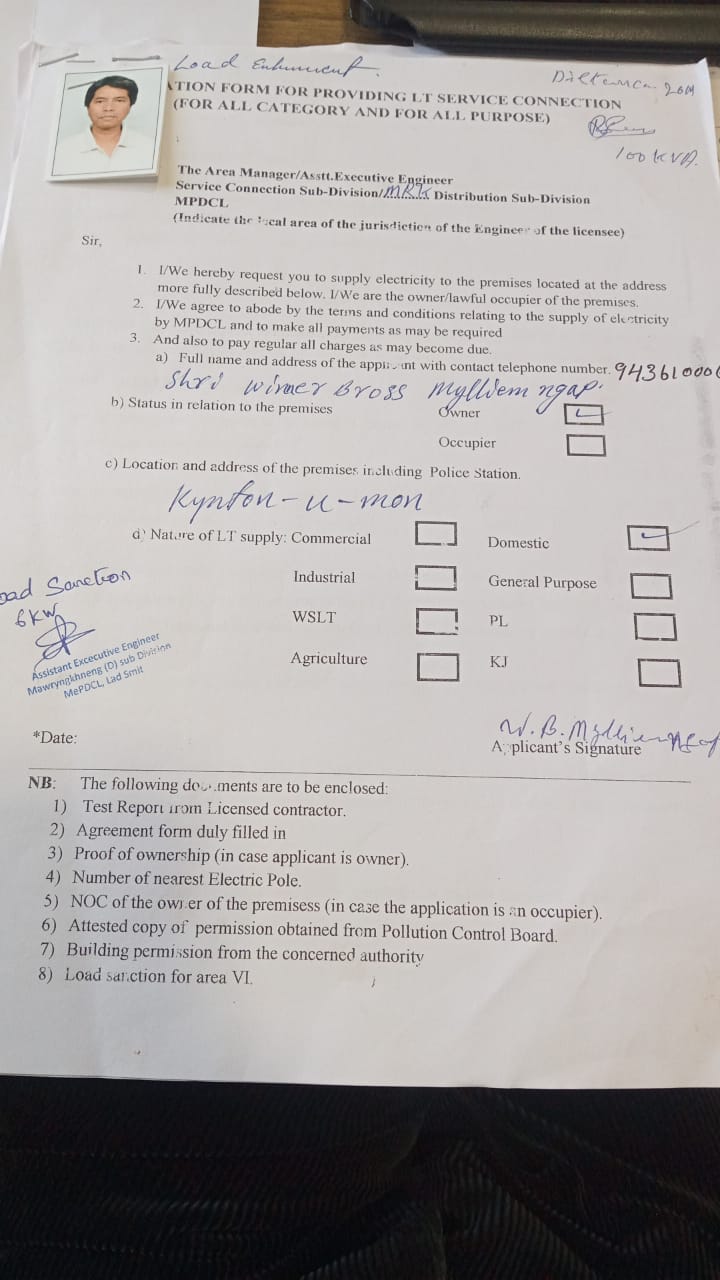 Load Enhancement.
Distance 20M
ATION FORM FOR PROVIDING LT SERVICE CONNECTION
(FOR ALL CATEGORY AND FOR ALL PURPOSE)
100 KVA.
The Area Manager/Asstt.Executive Engineer
Service Connection Sub-Division/MRK Distribution Sub-Division
MPDCL
(Indicate the local area of the jurisdiction of the Engineer of the licensee)
Sir,
1. I/We hereby request you to supply electricity to the premises located at the address
more fully described below. I/We are the owner/lawful occupier of the premises.
2. I/We agree to abode by the terms and conditions relating to the supply of electricity
by MPDCL and to make all payments as may be required
3. And also to pay regular all charges as may become due.
a) Full name and address of the applicant with contact telephone number. 943610006
Shri Winner Bross Mylliem ngap.
b) Status in relation to the premises Owner
Occupier
c) Location and address of the premises including Police Station.
Kynton-u-mon
d) Nature of LT supply: Commercial Domestic
Industrial General Purpose
WSLT PL
Agriculture KJ
oad Sanction
6KW
Assistant Excecutive Engineer
Mawryngkhneng (D) sub Division
MePDCL, Lad Smit
W. B. Mylliemngap
*Date: Applicant's Signature
NB: The following documents are to be enclosed:
1) Test Report from Licensed contractor.
2) Agreement form duly filled in
3) Proof of ownership (in case applicant is owner).
4) Number of nearest Electric Pole.
5) NOC of the owner of the premisess (in case the application is an occupier).
6) Attested copy of permission obtained from Pollution Control Board.
7) Building permission from the concerned authority
8) Load sanction for area VI.